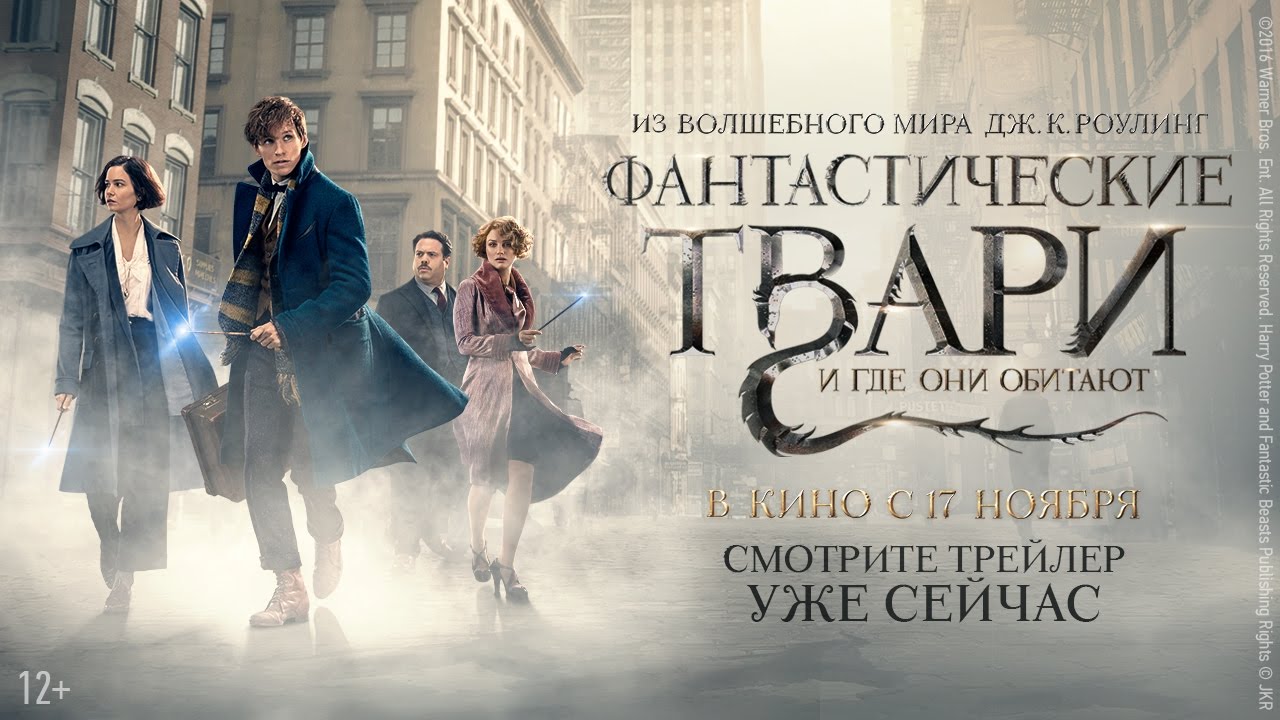 ИЗ ВОЛШЕБНОГО МИРА ДЖ. К. РОУЛИНГ
ФАНТАСТИЧЕСКИЕ
ТВАРИ
И ГДЕ ОНИ ОБИТАЮТ
В КИНО С 17 НОЯБРЯ
СМОТРИТЕ ТРЕЙЛЕР
УЖЕ СЕЙЧАС
12+
©2016 Warner Bros. Ent. All Rights Reserved. Harry Potter and Fantastic Beasts Publishing Rights © JKR